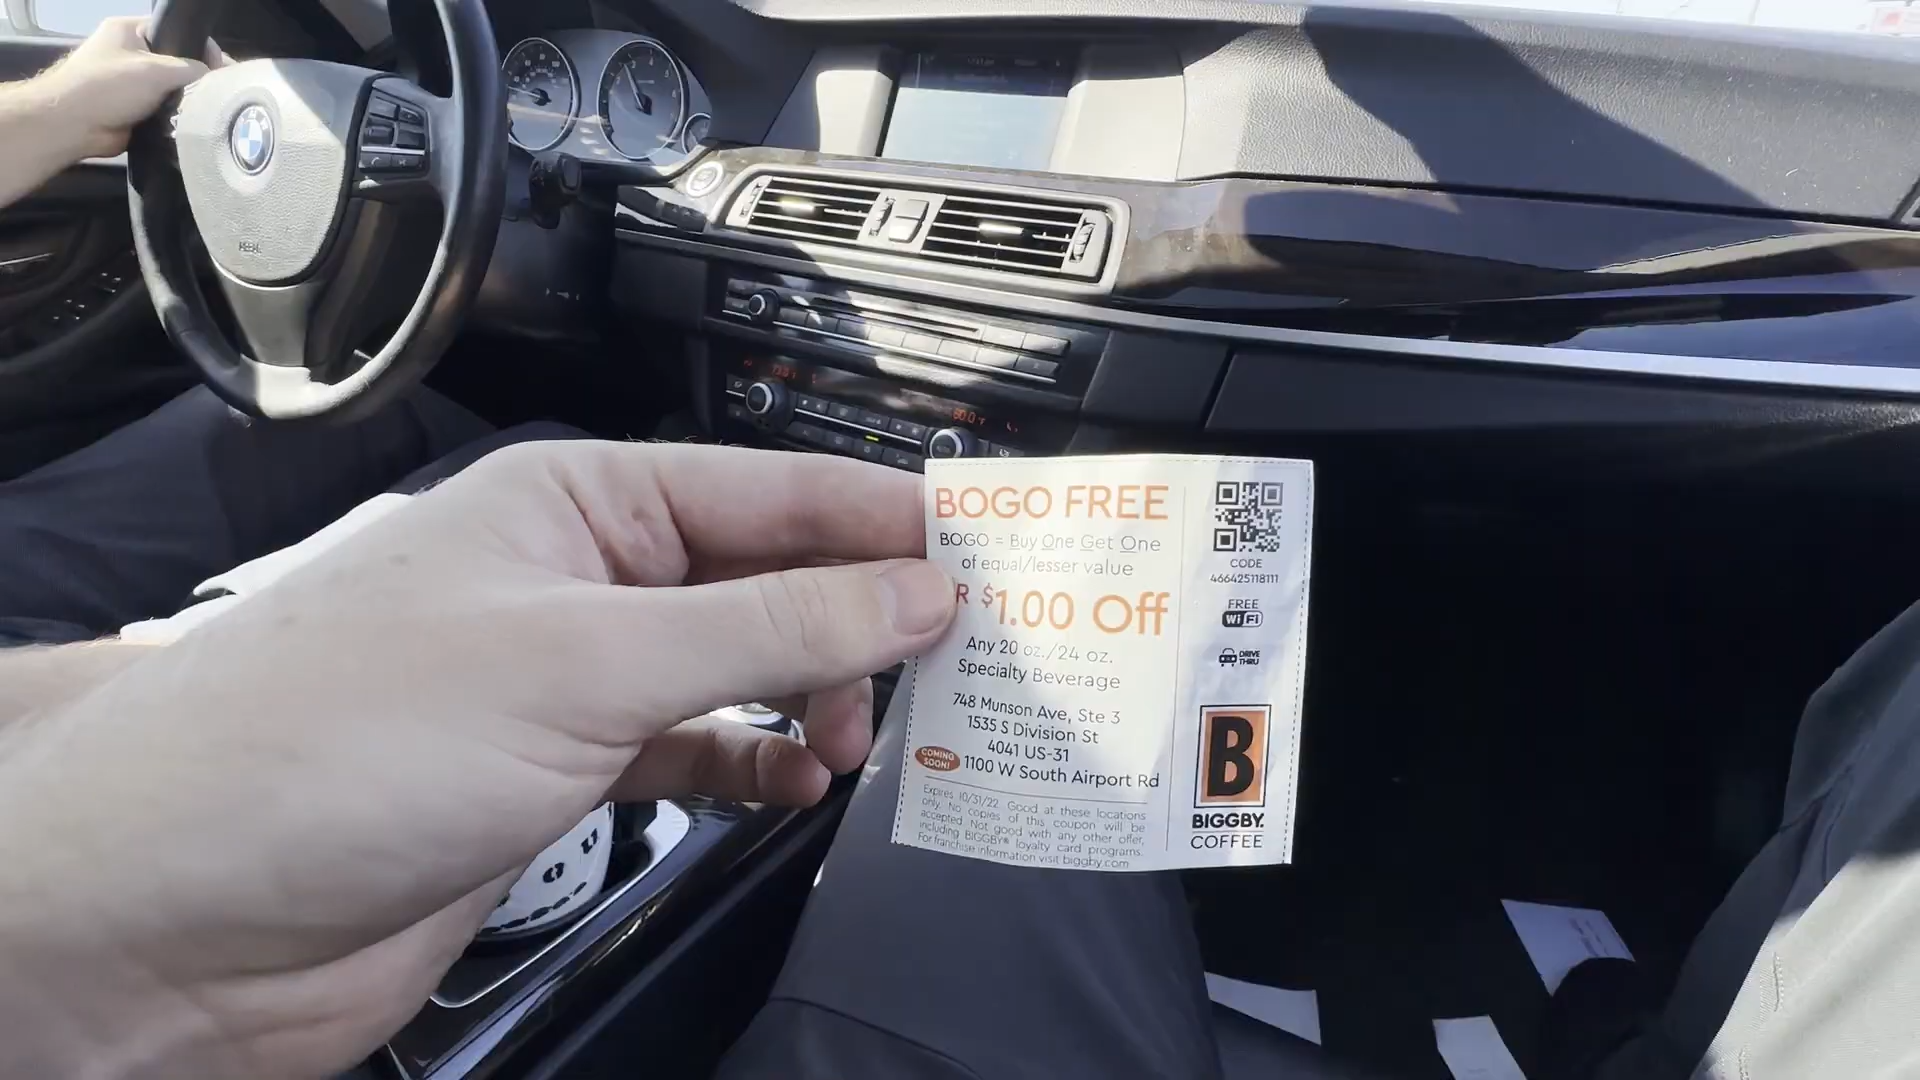 BOGO FREE
BOGO = Buy One Get One
of equal/lesser value
R $1.00 Off
Any 20 oz./24 oz.
Specialty Beverage
748 Munson Ave, Ste 3
1535 S Division St
4041 US-31
COMING
SOON!
1100 W South Airport Rd
Expires 10/31/22. Good at these locations
only. No copies of this coupon will be
accepted. Not good with any other offer,
including BIGGBY® loyalty card programs.
For franchise information visit biggby.com
CODE
466425118111
FREE
WiFi
DRIVE
THRU
B
BIGGBY.
COFFEE
BMW